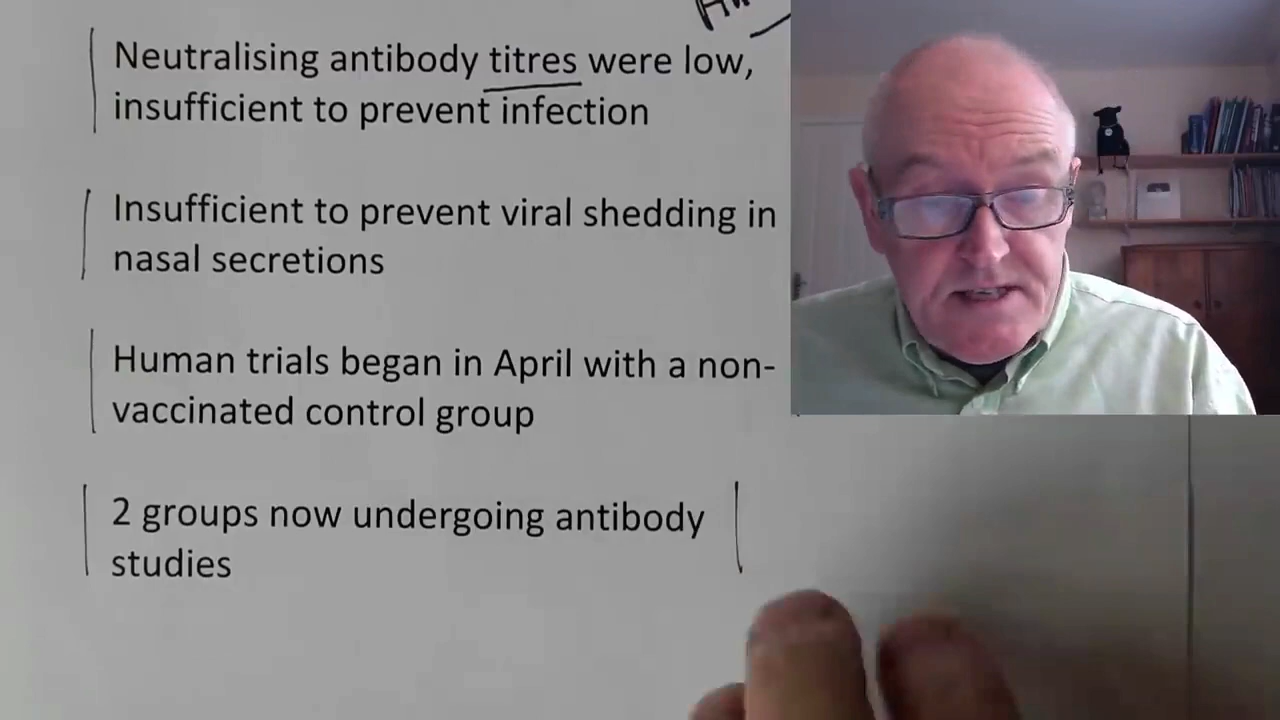 Neutralising antibody titres were low,
insufficient to prevent infection
Insufficient to prevent viral shedding in
nasal secretions
Human trials began in April with a non-
vaccinated control group
2 groups now undergoing antibody
studies